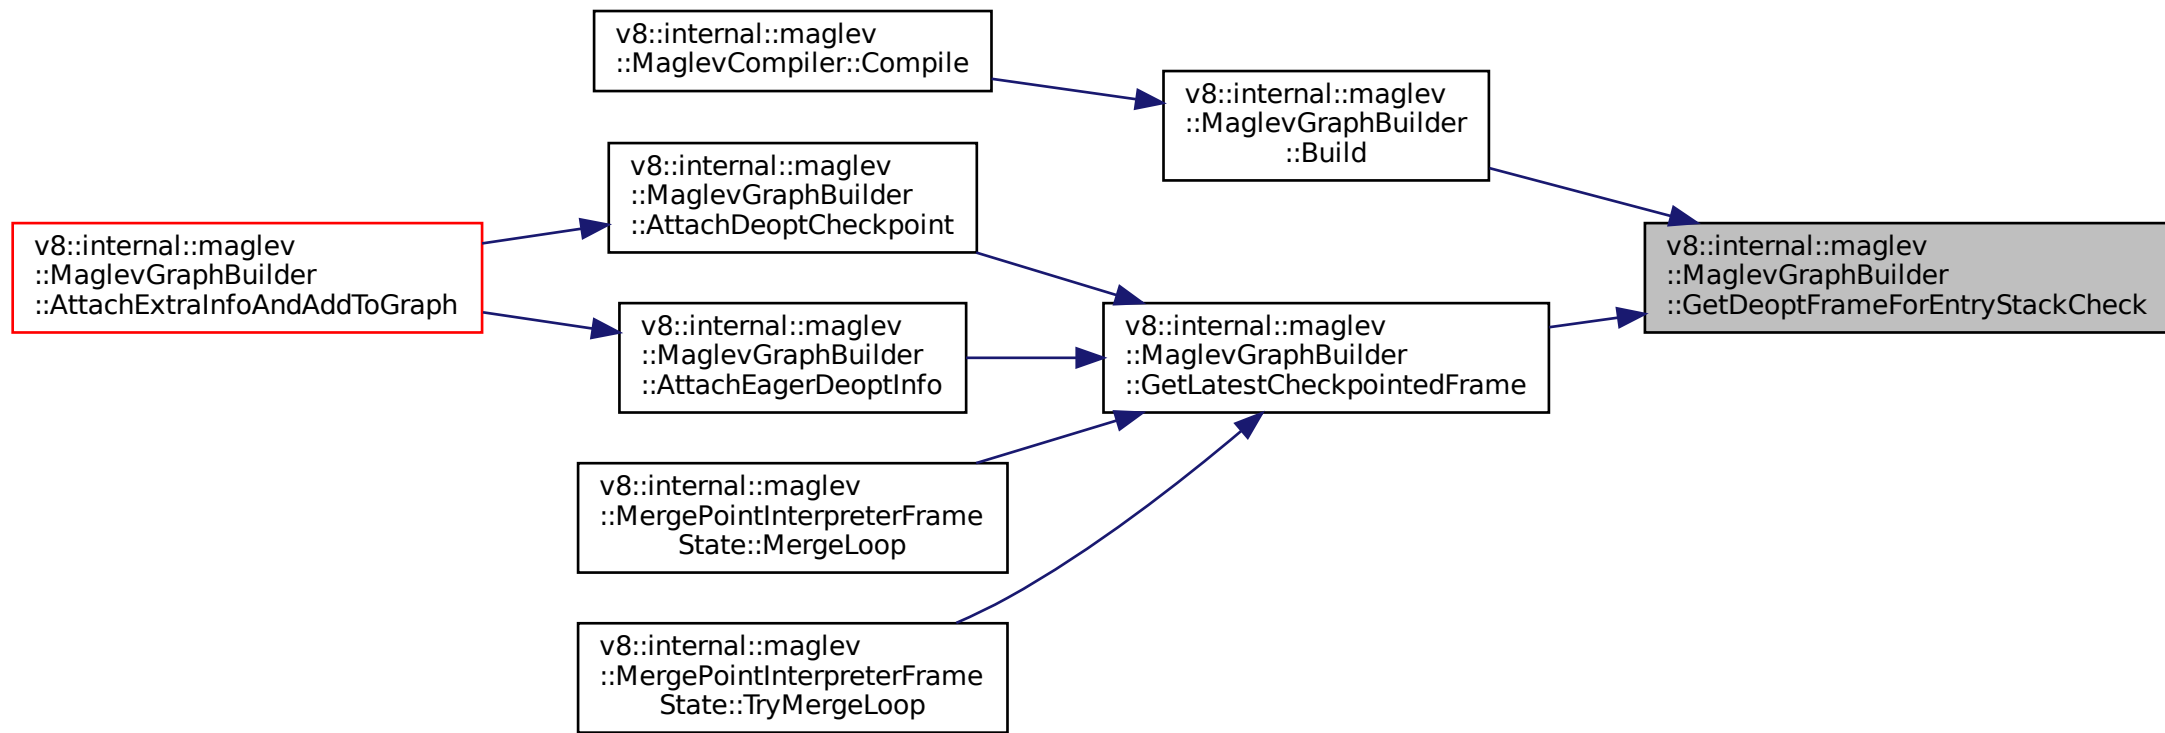 v8::internal::maglev
::MaglevCompiler::Compile
v8::internal::maglev
::MaglevGraphBuilder
::Build
v8::internal::maglev
::MaglevGraphBuilder
::AttachDeoptCheckpoint
v8::internal::maglev
::MaglevGraphBuilder
::AttachExtraInfoAndAddToGraph
v8::internal::maglev
::MaglevGraphBuilder
::GetDeoptFrameForEntryStackCheck
v8::internal::maglev
::MaglevGraphBuilder
::AttachEagerDeoptInfo
v8::internal::maglev
::MaglevGraphBuilder
::GetLatestCheckpointedFrame
v8::internal::maglev
::MergePointInterpreterFrame
State::MergeLoop
v8::internal::maglev
::MergePointInterpreterFrame
State::TryMergeLoop